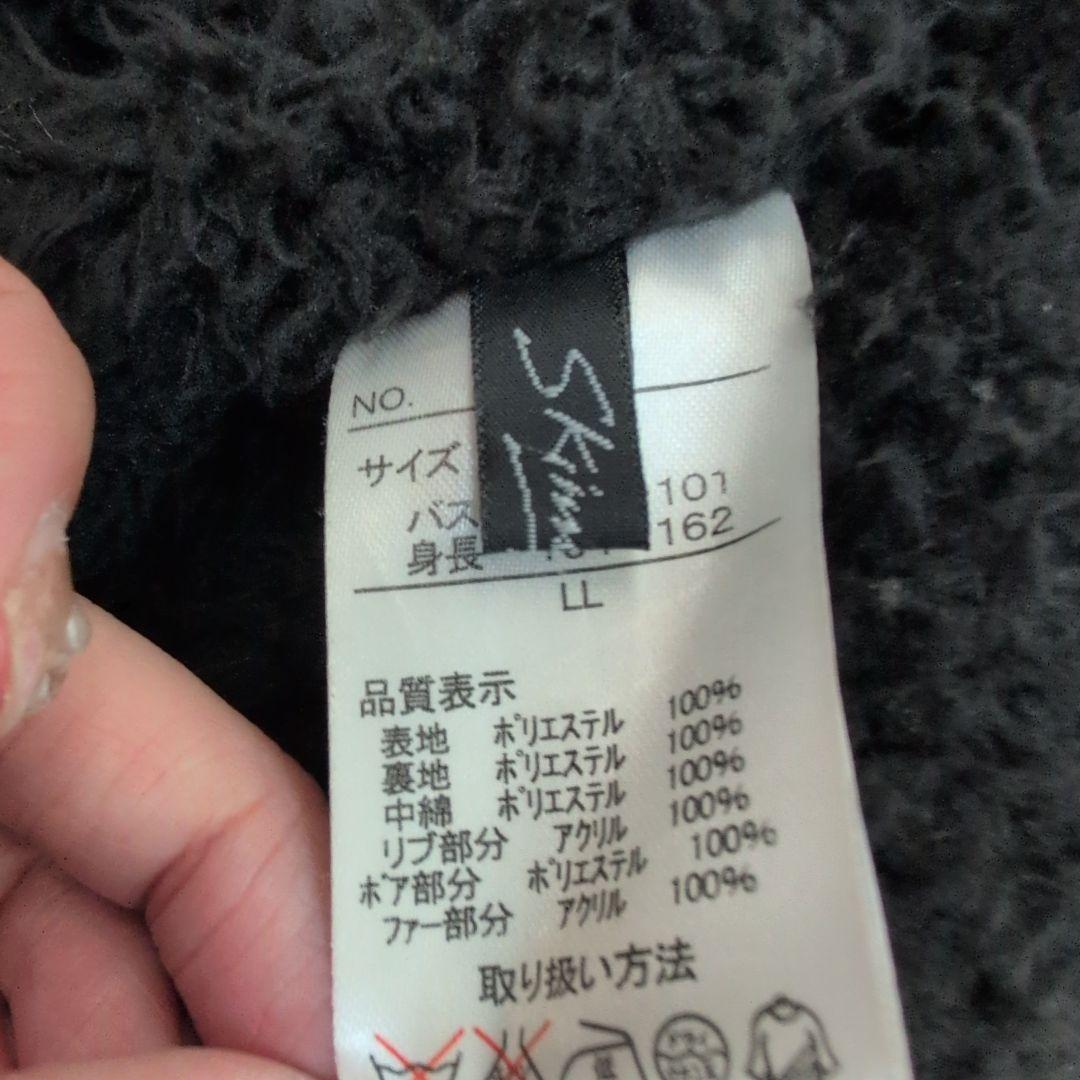 NO.
サイズ
バス 101
身長 162
LL
品質表示
表地 ポリエステル 100%
裏地 ポリエステル 100%
中綿 ポリエステル 100%
リブ部分 アクリル 100%
ボア部分 ポリエステル 100%
ファー部分 アクリル 100%
取り扱い方法
ドライ